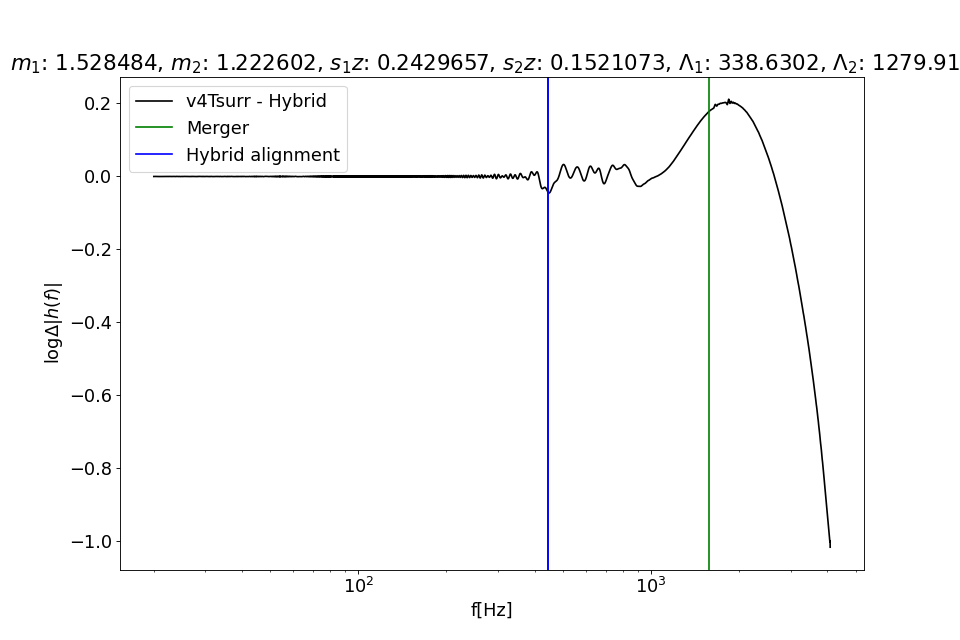 m₁: 1.528484, m₂: 1.222602, s₁z: 0.2429657, s₂z: 0.1521073, Λ₁: 338.6302, Λ₂: 1279.91
v4Tsurr - Hybrid
Merger
Hybrid alignment
0.2
0.0
−0.2
−0.4
−0.6
−0.8
−1.0
logΔ|h(f)|
10²
10³
f[Hz]